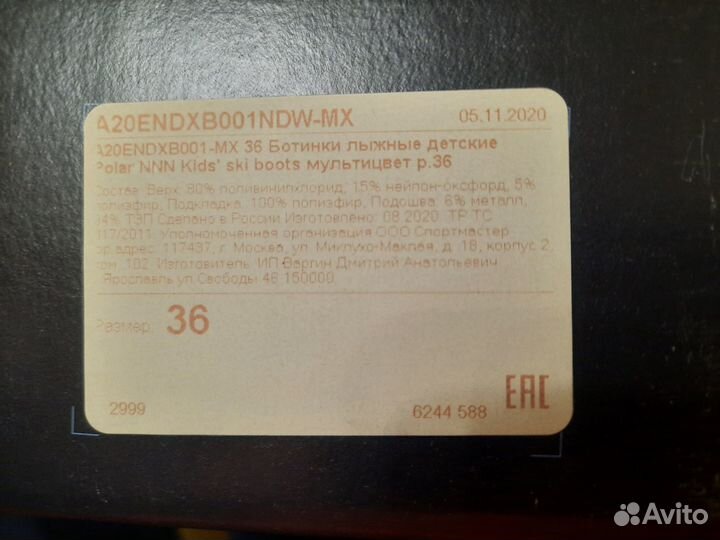 A20ENDXB001NDW-MX 05.11.2020
A20ENDXB001-MX 36 Ботинки лыжные детские
Polar NNN Kids' ski boots мультицвет р.36
Состав: Верх: 80% поливинилхлорид, 15% нейлон-оксфорд, 5%
полиэфир, Подкладка: 100% полиэфир, Подошва: 6% металл,
94% ТЭП Сделано в России Изготовлено: 08.2020. ТР ТС
017/2011. Уполномоченная организация ООО Спортмастер
юр.адрес: 117437, г. Москва, ул. Миклухо-Маклая, д. 18, корпус 2,
ком. 102. Изготовитель: ИП Варгин Дмитрий Анатольевич
г.Ярославль ул.Свободы 46 150000
Размер: 36
2999 6244 588 EAC
Avito